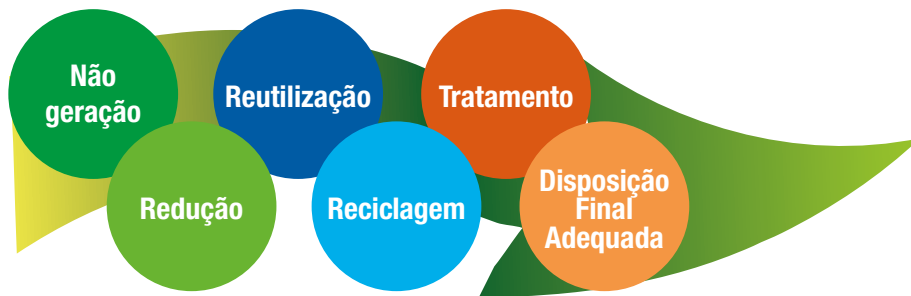 Não
geração
Redução
Reutilização
Reciclagem
Tratamento
Disposição
Final
Adequada